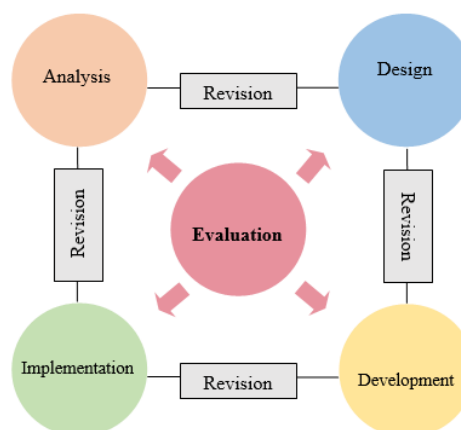 Analysis
Design
Revision
Revision
Revision
Evaluation
Implementation
Development
Revision